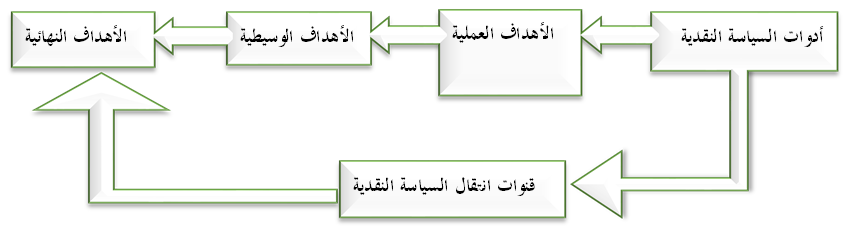 أدوات السياسة النقدية
الأهداف العملية
الأهداف الوسيطية
الأهداف النهائية
قنوات انتقال السياسة النقدية